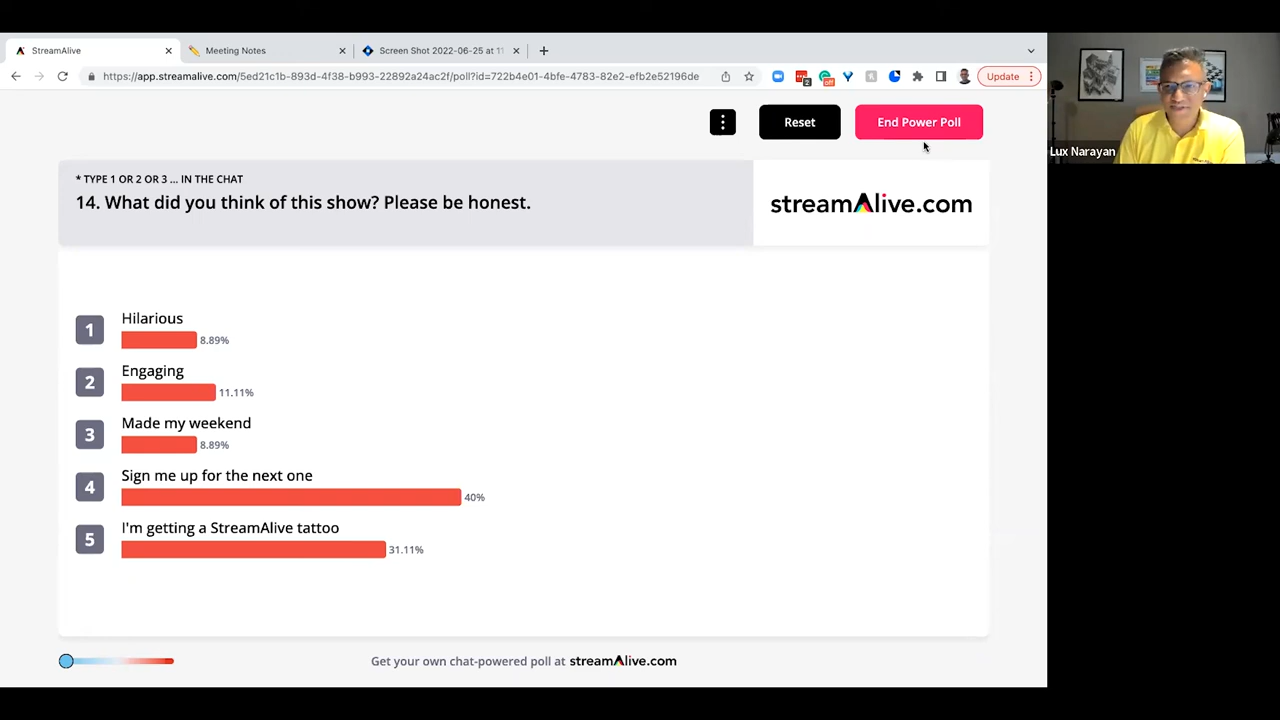 StreamAlive
Meeting Notes
Screen Shot 2022-06-25 at 1
https://app.streamalive.com/5ed21c1b-893d-4f38-b993-22892a24ac2f/poll?id=722b4e01-4bfe-4783-82e2-efb2e52196de
2
off
Update
Reset
End Power Poll
Lux Narayan
* TYPE 1 OR 2 OR 3 ... IN THE CHAT
14. What did you think of this show? Please be honest.
streamAlive.com
1
Hilarious
8.89%
2
Engaging
11.11%
3
Made my weekend
8.89%
4
Sign me up for the next one
40%
5
I'm getting a StreamAlive tattoo
31.11%
Get your own chat-powered poll at streamAlive.com